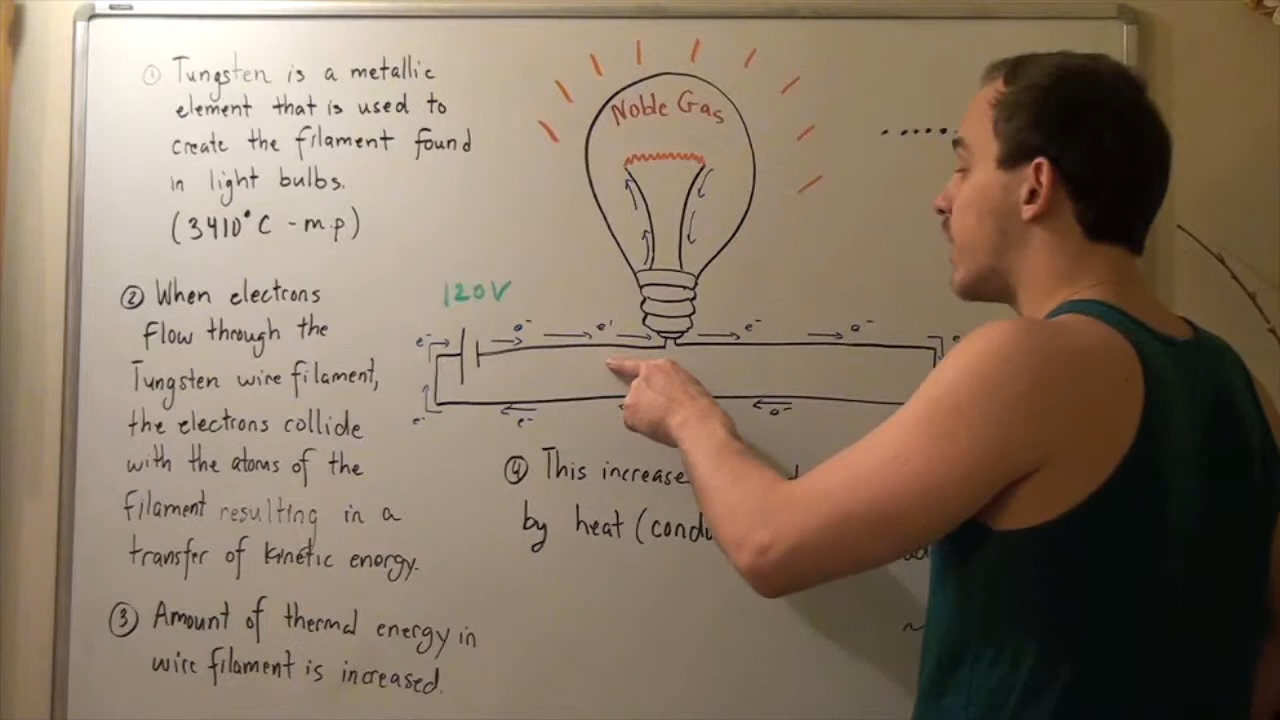 ① Tungsten is a metallic
element that is used to
create the filament found
in light bulbs.
(3410°C - m.p)
② When electrons
flow through the
Tungsten wire filament,
the electrons collide
with the atoms of the
filament resulting in a
transfer of kinetic energy.
③ Amount of thermal energy in
wire filament is increased.
Noble Gas
120V
e⁻ e⁻ e⁻ e⁻ e⁻
e⁻ e⁻ e⁻
④ This increase
by heat (condu